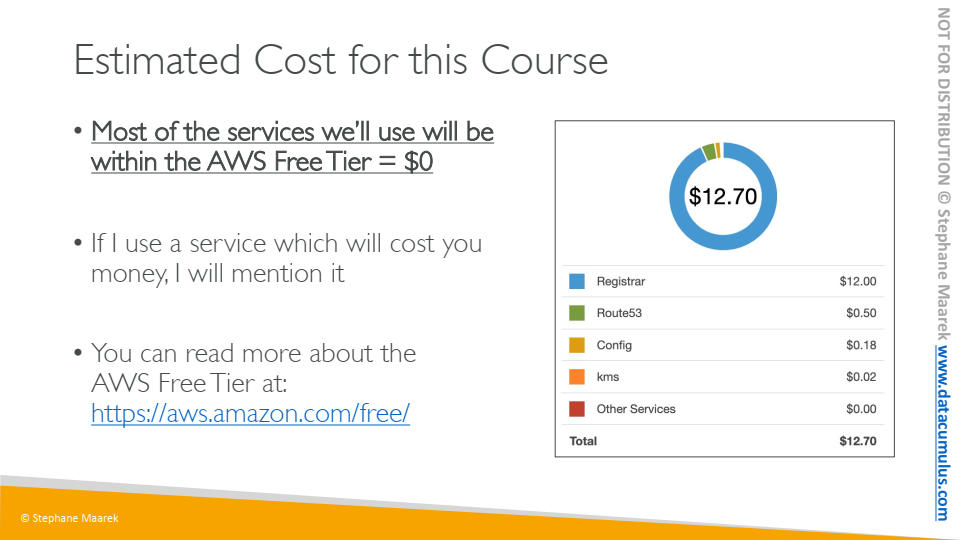 Estimated Cost for this Course
• Most of the services we'll use will be
within the AWS Free Tier = $0
• If I use a service which will cost you
money, I will mention it
• You can read more about the
AWS Free Tier at:
https://aws.amazon.com/free/
$12.70
Registrar $12.00
Route53 $0.50
Config $0.18
kms $0.02
Other Services $0.00
Total $12.70
© Stephane Maarek
NOT FOR DISTRIBUTION © Stephane Maarek www.datacumulus.com